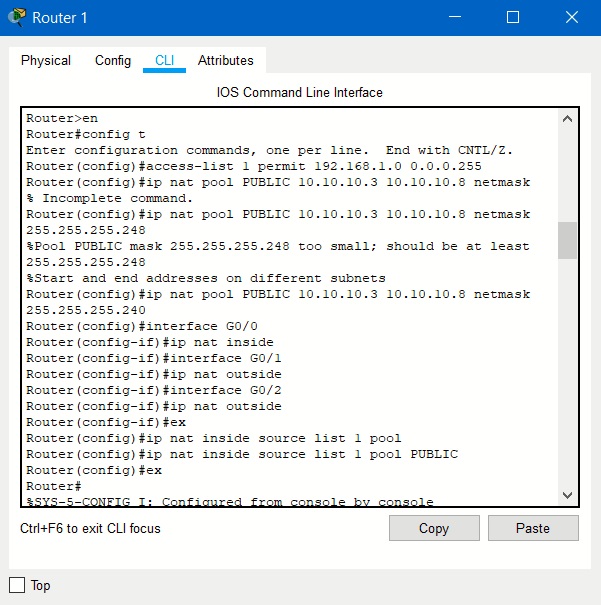 Router 1
Physical Config CLI Attributes
IOS Command Line Interface
Router>en
Router#config t
Enter configuration commands, one per line.  End with CNTL/Z.
Router(config)#access-list 1 permit 192.168.1.0 0.0.0.255
Router(config)#ip nat pool PUBLIC 10.10.10.3 10.10.10.8 netmask
% Incomplete command.
Router(config)#ip nat pool PUBLIC 10.10.10.3 10.10.10.8 netmask
255.255.255.248
%Pool PUBLIC mask 255.255.255.248 too small; should be at least
255.255.255.248
%Start and end addresses on different subnets
Router(config)#ip nat pool PUBLIC 10.10.10.3 10.10.10.8 netmask
255.255.255.240
Router(config)#interface G0/0
Router(config-if)#ip nat inside
Router(config-if)#interface G0/1
Router(config-if)#ip nat outside
Router(config-if)#interface G0/2
Router(config-if)#ip nat outside
Router(config-if)#ex
Router(config)#ip nat inside source list 1 pool
Router(config)#ip nat inside source list 1 pool PUBLIC
Router(config)#ex
Router#
%SYS-5-CONFIG_I: Configured from console by console
Ctrl+F6 to exit CLI focus
Copy Paste
Top